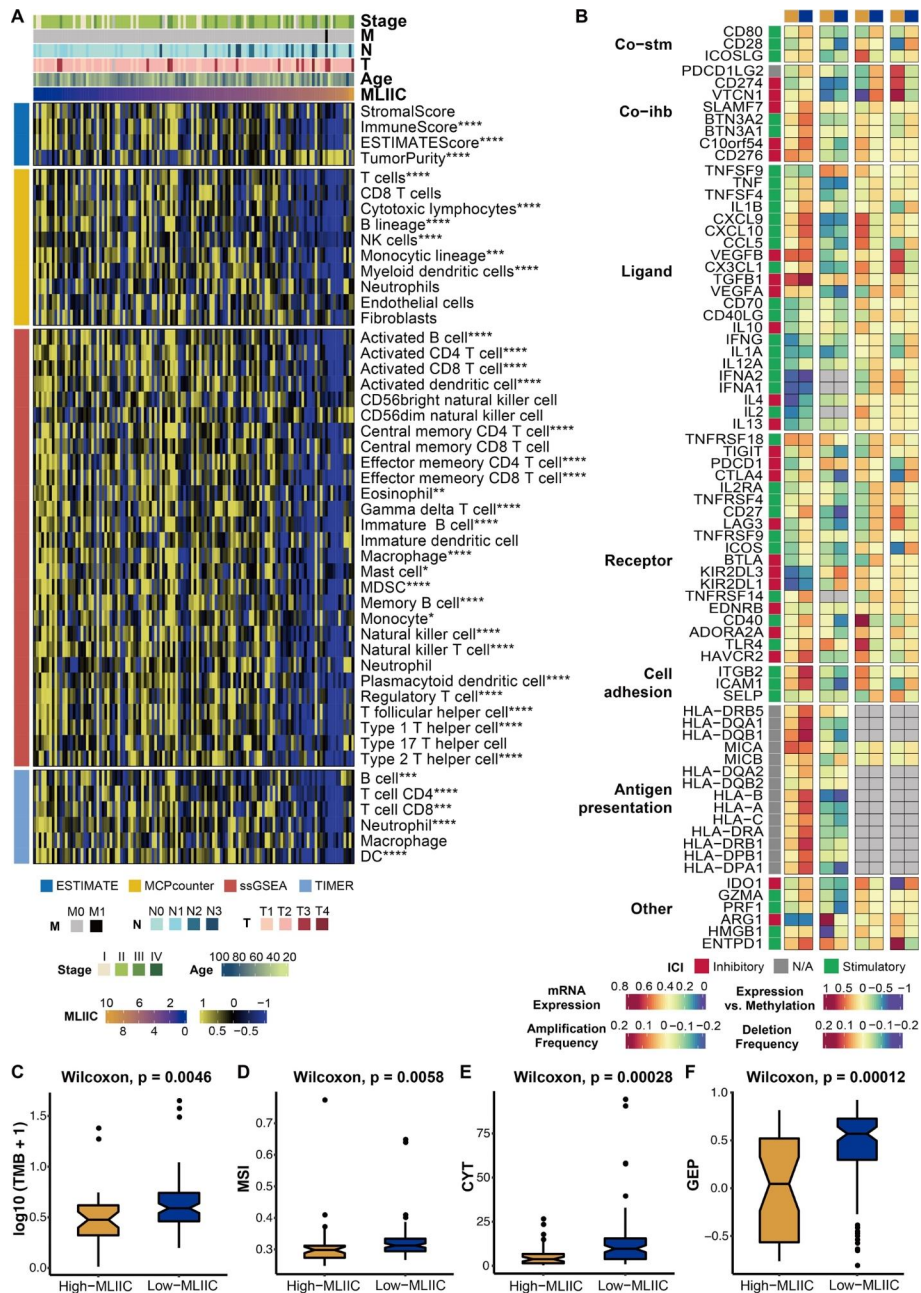 A
Stage
M
N
T
Age
MLIIC
StromalScore
ImmuneScore****
ESTIMATEScore****
TumorPurity****
T cells****
CD8 T cells
Cytotoxic lymphocytes****
B lineage****
NK cells****
Monocytic lineage***
Myeloid dendritic cells****
Neutrophils
Endothelial cells
Fibroblasts
Activated B cell****
Activated CD4 T cell****
Activated CD8 T cell****
Activated dendritic cell****
CD56bright natural killer cell
CD56dim natural killer cell
Central memory CD4 T cell****
Central memory CD8 T cell
Effector memeory CD4 T cell****
Effector memeory CD8 T cell****
Eosinophil**
Gamma delta T cell****
Immature B cell****
Immature dendritic cell
Macrophage****
Mast cell*
MDSC****
Memory B cell****
Monocyte*
Natural killer cell****
Natural killer T cell****
Neutrophil
Plasmacytoid dendritic cell****
Regulatory T cell****
T follicular helper cell****
Type 1 T helper cell****
Type 17 T helper cell
Type 2 T helper cell****
B cell***
T cell CD4****
T cell CD8***
Neutrophil****
Macrophage
DC****
ESTIMATE MCPcounter ssGSEA TIMER
M0 M1 N0 N1 N2 N3 T1 T2 T3 T4
M N T
I II III IV 100 80 60 40 20
Stage Age
10 6 2 1 0 −1
MLIIC
8 4 0 0.5 −0.5
B
Co−stm
CD80
CD28
ICOSLG
Co−ihb
PDCD1LG2
CD274
VTCN1
SLAMF7
BTN3A2
BTN3A1
C10orf54
CD276
Ligand
TNFSF9
TNF
TNFSF4
IL1B
CXCL9
CXCL10
CCL5
VEGFB
CX3CL1
TGFB1
VEGFA
CD70
CD40LG
IL10
IFNG
IL1A
IL12A
IFNA2
IFNA1
IL4
IL2
IL13
Receptor
TNFRSF18
TIGIT
PDCD1
CTLA4
IL2RA
TNFRSF4
CD27
LAG3
TNFRSF9
ICOS
BTLA
KIR2DL3
KIR2DL1
TNFRSF14
EDNRB
CD40
ADORA2A
TLR4
HAVCR2
Cell
adhesion
ITGB2
ICAM1
SELP
Antigen
presentation
HLA−DRB5
HLA−DQA1
HLA−DQB1
MICA
MICB
HLA−DQA2
HLA−DQB2
HLA−B
HLA−A
HLA−C
HLA−DRA
HLA−DRB1
HLA−DPB1
HLA−DPA1
Other
IDO1
GZMA
PRF1
ARG1
HMGB1
ENTPD1
ICI Inhibitory N/A Stimulatory
mRNA
Expression
0.8 0.6 0.4 0.2 0
Expression
vs. Methylation
1 0.5 0 −0.5 −1
Amplification
Frequency
0.2 0.1 0 −0.1 −0.2
Deletion
Frequency
0.2 0.1 0 −0.1 −0.2
C
Wilcoxon, p = 0.0046
log10 (TMB + 1)
1.5
1.0
0.5
0.0
High−MLIIC Low−MLIIC
D
Wilcoxon, p = 0.0058
MSI
0.7
0.6
0.5
0.4
0.3
High−MLIIC Low−MLIIC
E
Wilcoxon, p = 0.00028
CYT
75
50
25
0
High−MLIIC Low−MLIIC
F
Wilcoxon, p = 0.00012
GEP
0.5
0.0
−0.5
High−MLIIC Low−MLIIC